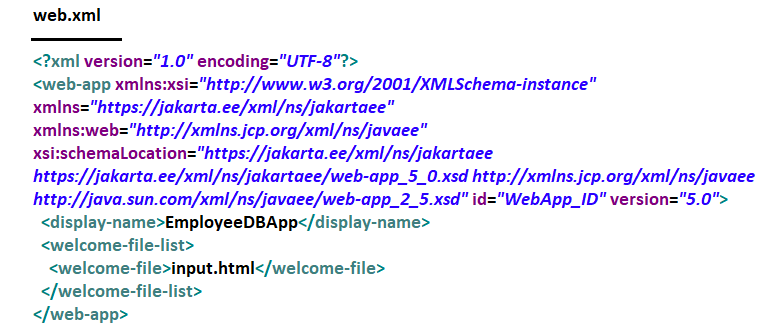 web.xml
<?xml version="1.0" encoding="UTF-8"?>
<web-app xmlns:xsi="http://www.w3.org/2001/XMLSchema-instance"
xmlns="https://jakarta.ee/xml/ns/jakartaee"
xmlns:web="http://xmlns.jcp.org/xml/ns/javaee"
xsi:schemaLocation="https://jakarta.ee/xml/ns/jakartaee
https://jakarta.ee/xml/ns/jakartaee/web-app_5_0.xsd http://xmlns.jcp.org/xml/ns/javaee
http://java.sun.com/xml/ns/javaee/web-app_2_5.xsd" id="WebApp_ID" version="5.0">
  <display-name>EmployeeDBApp</display-name>
  <welcome-file-list>
    <welcome-file>input.html</welcome-file>
  </welcome-file-list>
</web-app>